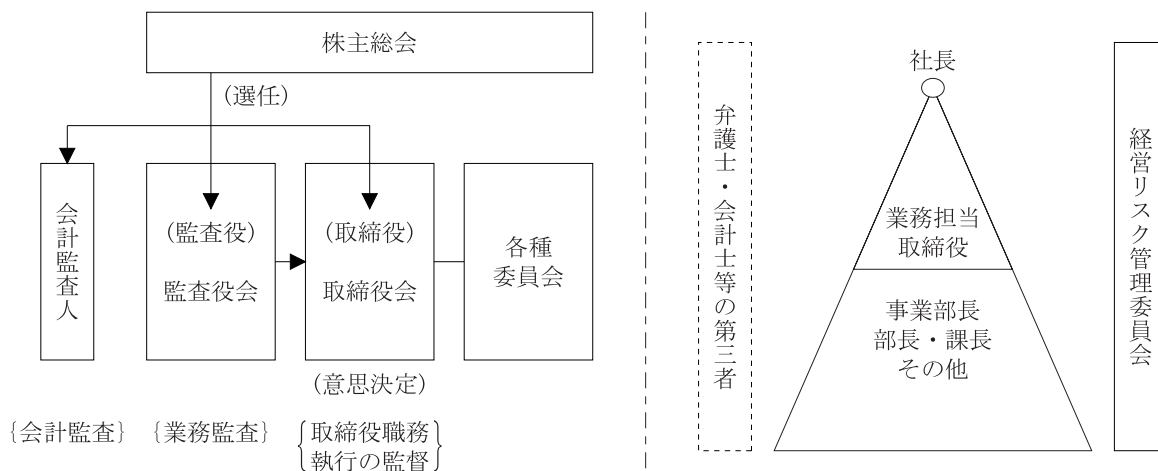 株主総会
(選任)
会計監査人
(監査役)
監査役会
(取締役)
取締役会
各種
委員会
(意思決定)
{会計監査}
{業務監査}
{取締役職務
執行の監督}
弁護士・会計士等の第三者
社長
業務担当
取締役
事業部長
部長・課長
その他
経営リスク管理委員会